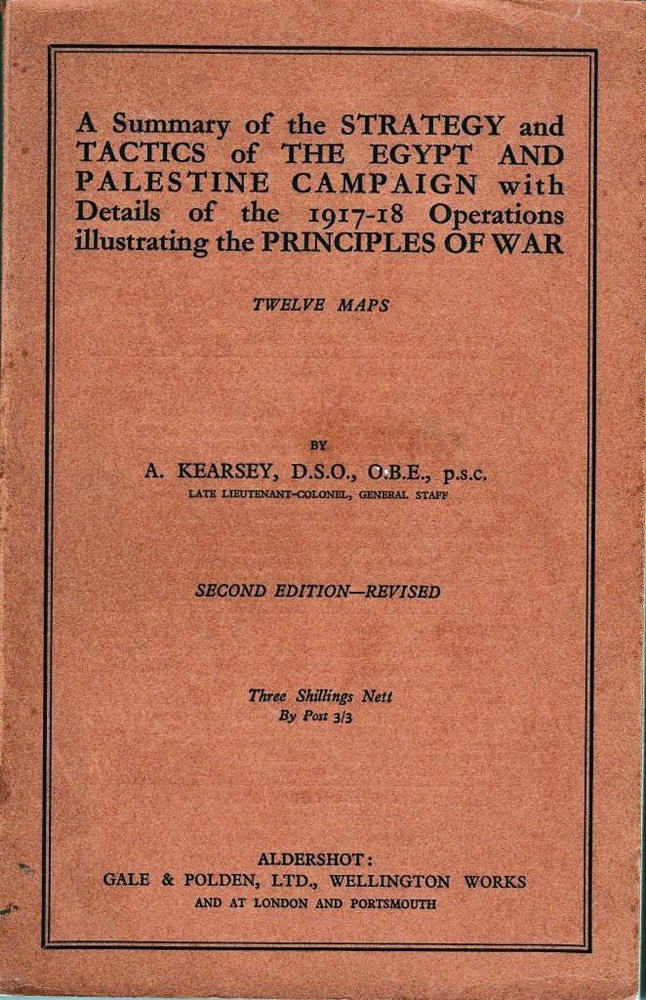 A Summary of the STRATEGY and
TACTICS of THE EGYPT AND
PALESTINE CAMPAIGN with
Details of the 1917-18 Operations
illustrating the PRINCIPLES OF WAR
TWELVE MAPS
BY
A. KEARSEY, D.S.O., O.B.E., p.s.c.
LATE LIEUTENANT-COLONEL, GENERAL STAFF
SECOND EDITION—REVISED
Three Shillings Nett
By Post 3/3
ALDERSHOT:
GALE & POLDEN, LTD., WELLINGTON WORKS
AND AT LONDON AND PORTSMOUTH